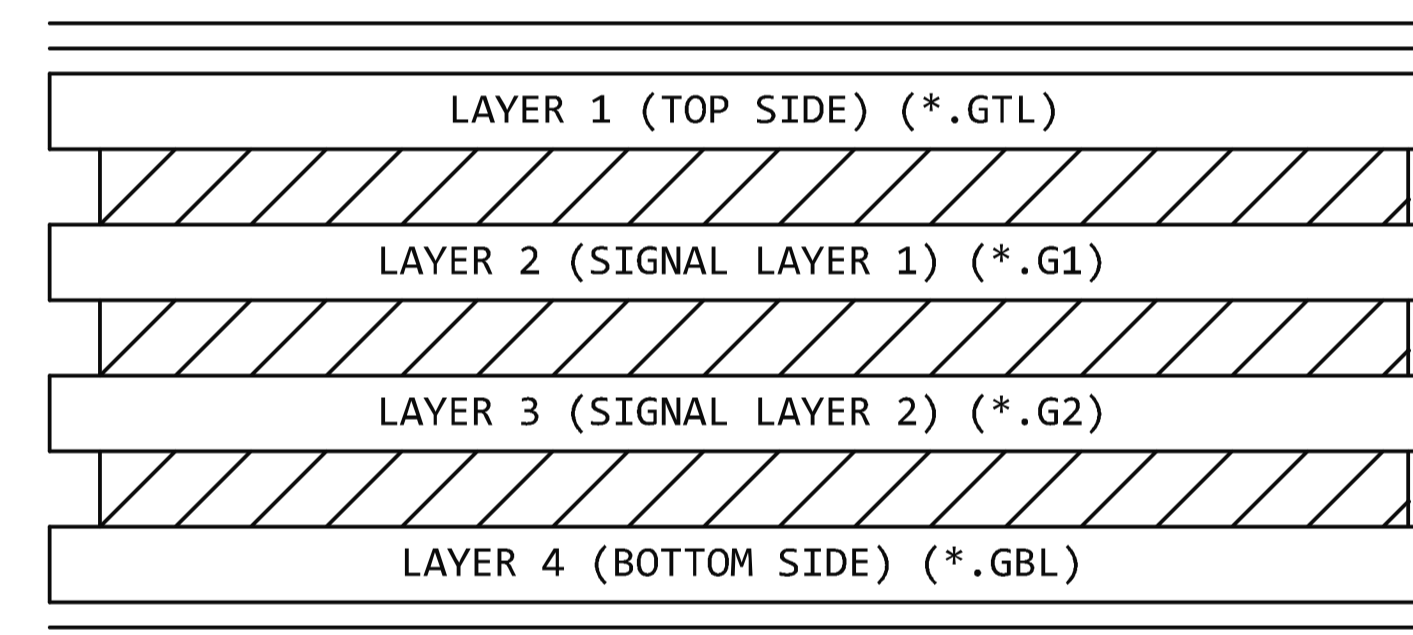 LAYER 1 (TOP SIDE) (*.GTL)
LAYER 2 (SIGNAL LAYER 1) (*.G1)
LAYER 3 (SIGNAL LAYER 2) (*.G2)
LAYER 4 (BOTTOM SIDE) (*.GBL)